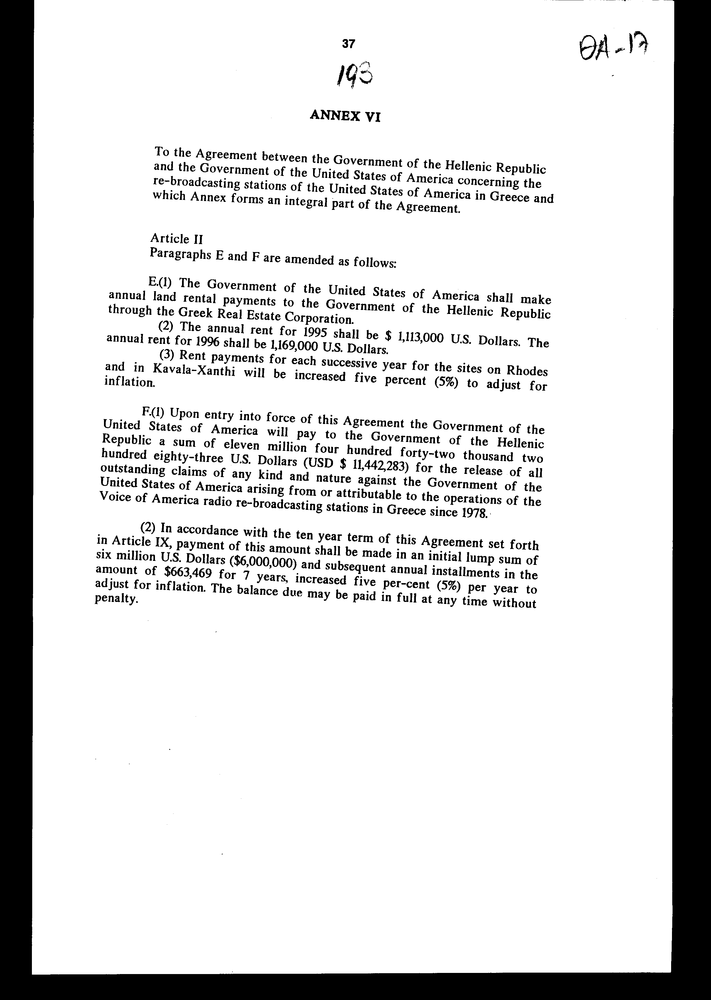 37
ΘΑ-17
193
ANNEX VI
To the Agreement between the Government of the Hellenic Republic
and the Government of the United States of America concerning the
re-broadcasting stations of the United States of America in Greece and
which Annex forms an integral part of the Agreement.
Article II
Paragraphs E and F are amended as follows:
E.(1) The Government of the United States of America shall make
annual land rental payments to the Government of the Hellenic Republic
through the Greek Real Estate Corporation.
(2) The annual rent for 1995 shall be $ 1,113,000 U.S. Dollars. The
annual rent for 1996 shall be 1,169,000 U.S. Dollars.
(3) Rent payments for each successive year for the sites on Rhodes
and in Kavala-Xanthi will be increased five percent (5%) to adjust for
inflation.
F.(1) Upon entry into force of this Agreement the Government of the
United States of America will pay to the Government of the Hellenic
Republic a sum of eleven million four hundred forty-two thousand two
hundred eighty-three U.S. Dollars (USD $ 11,442,283) for the release of all
outstanding claims of any kind and nature against the Government of the
United States of America arising from or attributable to the operations of the
Voice of America radio re-broadcasting stations in Greece since 1978.
(2) In accordance with the ten year term of this Agreement set forth
in Article IX, payment of this amount shall be made in an initial lump sum of
six million U.S. Dollars ($6,000,000) and subsequent annual installments in the
amount of $663,469 for 7 years, increased five per-cent (5%) per year to
adjust for inflation. The balance due may be paid in full at any time without
penalty.